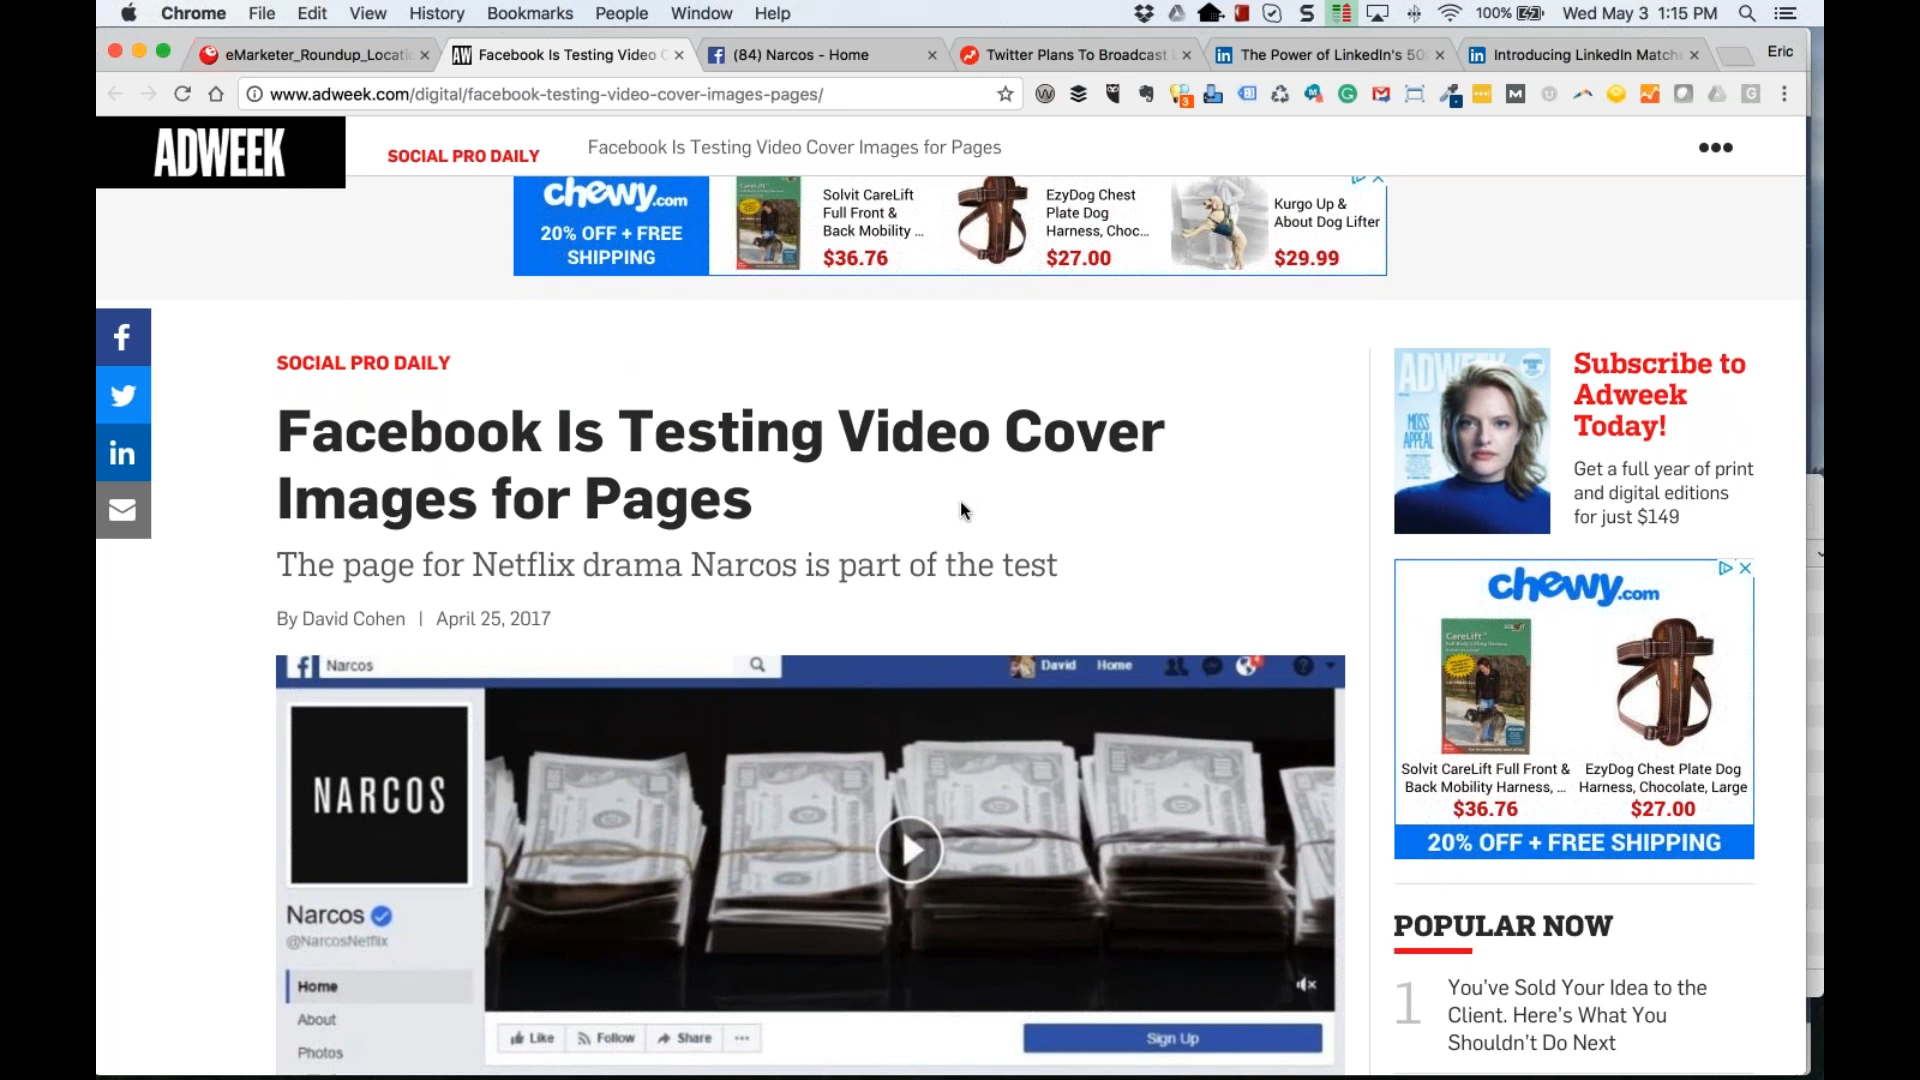 Chrome File Edit View History Bookmarks People Window Help 100% Wed May 3 1:15 PM
eMarketer_Roundup_Locati Facebook Is Testing Video C (84) Narcos - Home Twitter Plans To Broadcast The Power of LinkedIn's 50 Introducing LinkedIn Matche Eric
www.adweek.com/digital/facebook-testing-video-cover-images-pages/
ADWEEK
SOCIAL PRO DAILY
Facebook Is Testing Video Cover Images for Pages
chewy.com
20% OFF + FREE
SHIPPING
Solvit CareLift
Full Front &
Back Mobility ...
$36.76
EzyDog Chest
Plate Dog
Harness, Choc...
$27.00
Kurgo Up &
About Dog Lifter
$29.99
SOCIAL PRO DAILY
Facebook Is Testing Video Cover
Images for Pages
The page for Netflix drama Narcos is part of the test
By David Cohen | April 25, 2017
Narcos
David Home
NARCOS
Narcos
@NarcosNetflix
Home
About
Photos
Like Follow Share ...
Sign Up
ADWEEK
MOSS
APPEAL
Subscribe to
Adweek
Today!
Get a full year of print
and digital editions
for just $149
chewy.com
CareLift
Solvit CareLift Full Front &
Back Mobility Harness, ...
$36.76
EzyDog Chest Plate Dog
Harness, Chocolate, Large
$27.00
20% OFF + FREE SHIPPING
POPULAR NOW
1
You've Sold Your Idea to the
Client. Here's What You
Shouldn't Do Next